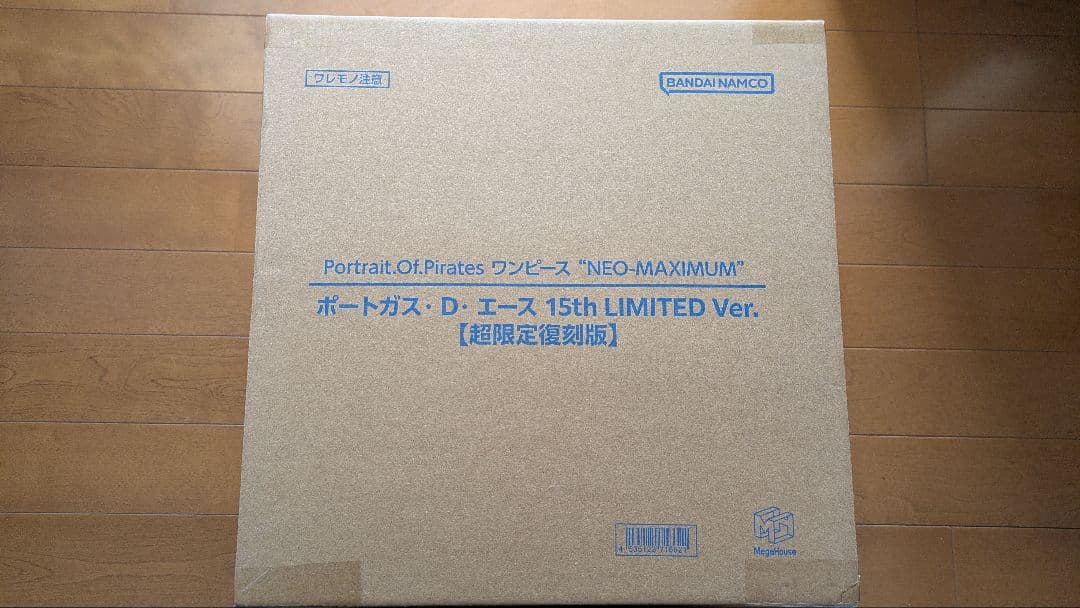 ワレモノ注意
BANDAI NAMCO
Portrait.Of.Pirates ワンピース “NEO-MAXIMUM”
ポートガス・D・エース 15th LIMITED Ver.
【超限定復刻版】
MegaHouse